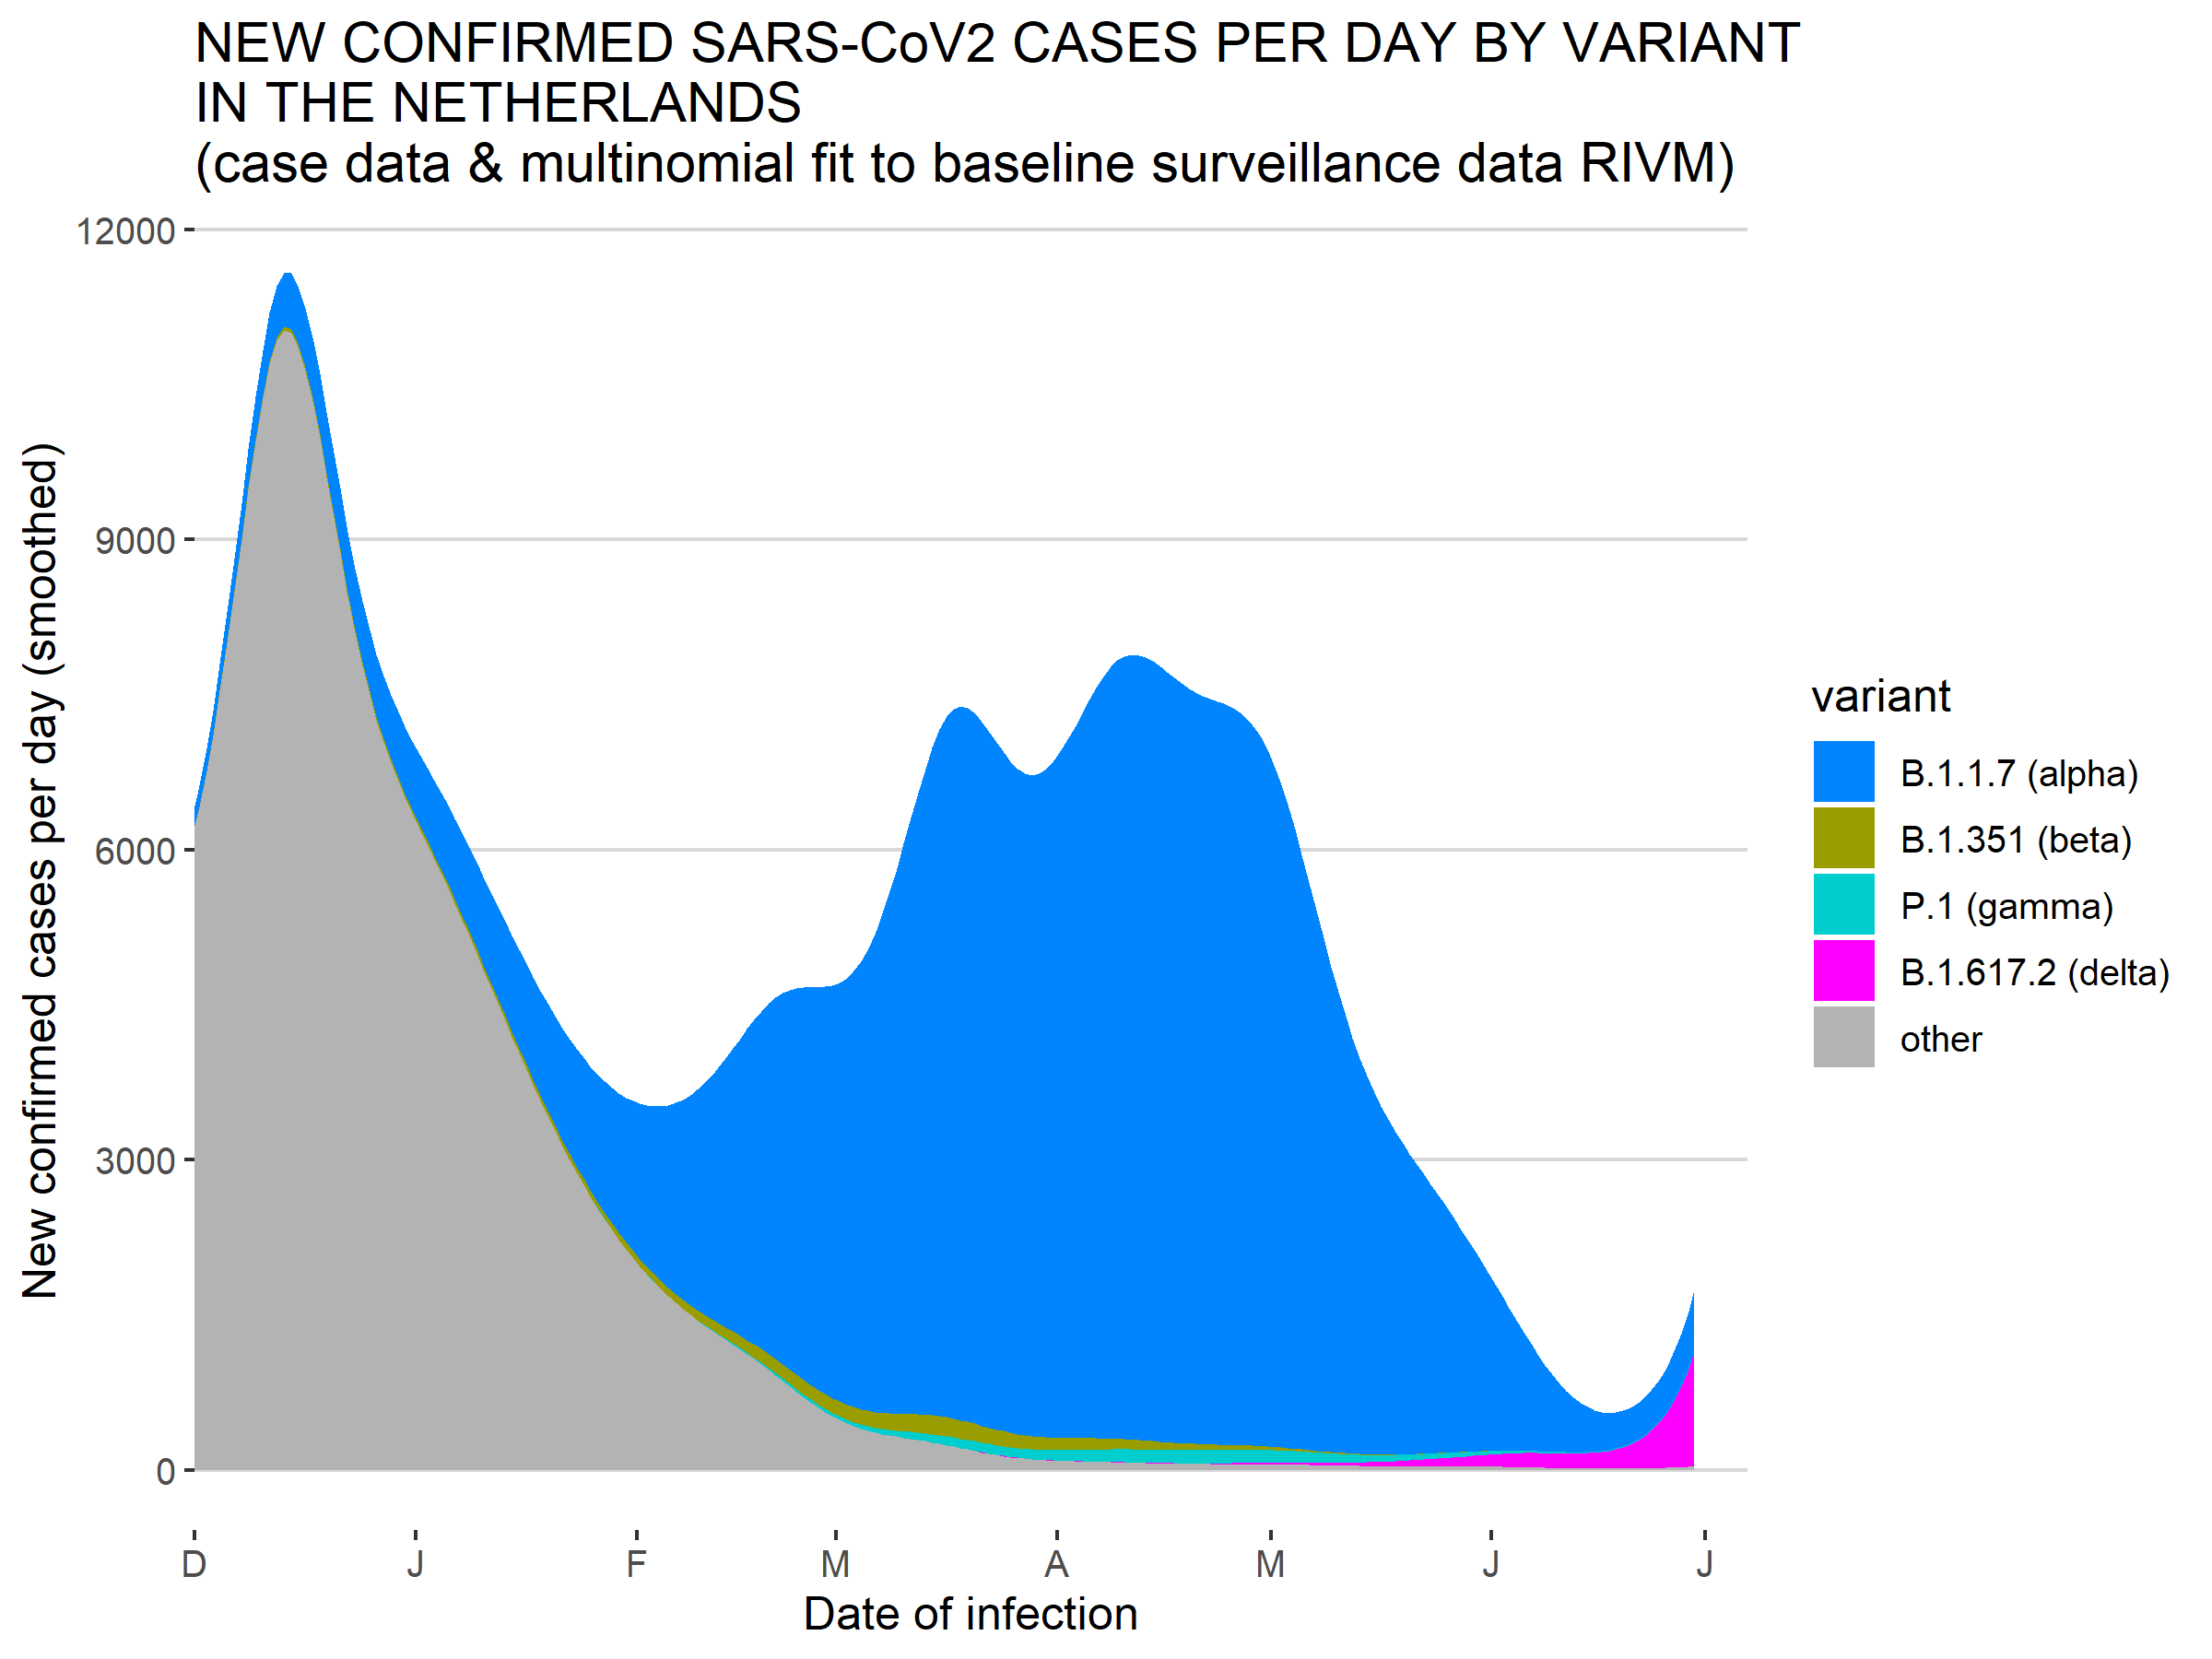 NEW CONFIRMED SARS-CoV2 CASES PER DAY BY VARIANT
IN THE NETHERLANDS
(case data & multinomial fit to baseline surveillance data RIVM)
New confirmed cases per day (smoothed)
12000
9000
6000
3000
0
D J F M A M J J
Date of infection
variant
B.1.1.7 (alpha)
B.1.351 (beta)
P.1 (gamma)
B.1.617.2 (delta)
other